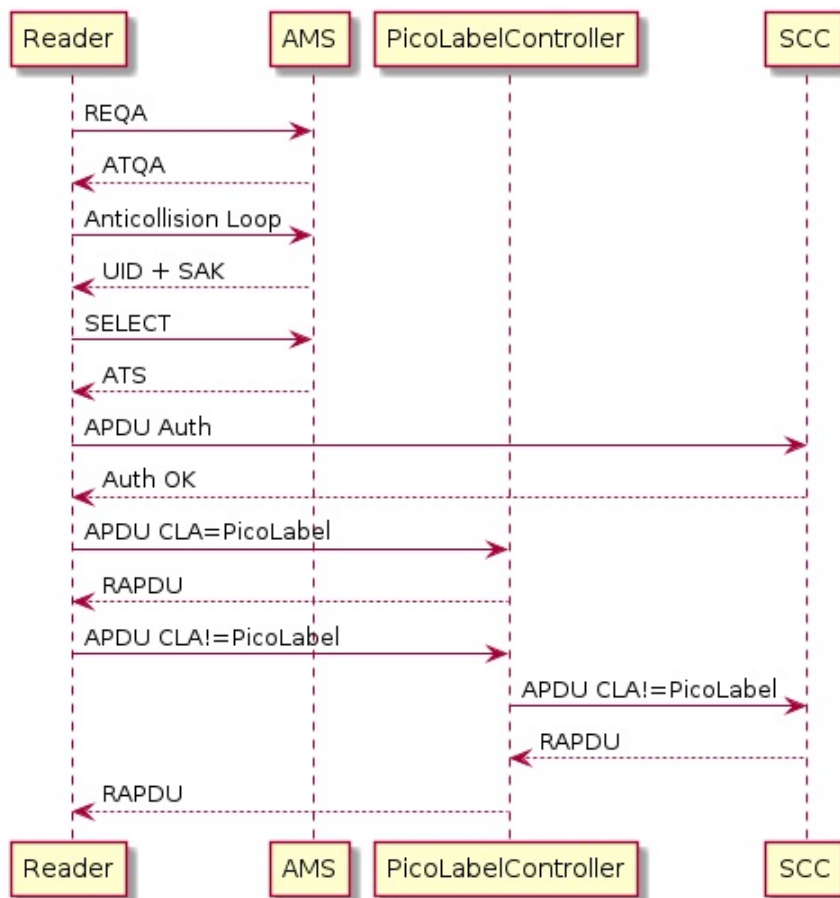 Reader AMS PicoLabelController SCC
REQA
ATQA
Anticollision Loop
UID + SAK
SELECT
ATS
APDU Auth
Auth OK
APDU CLA=PicoLabel
RAPDU
APDU CLA!=PicoLabel
APDU CLA!=PicoLabel
RAPDU
RAPDU
Reader AMS PicoLabelController SCC